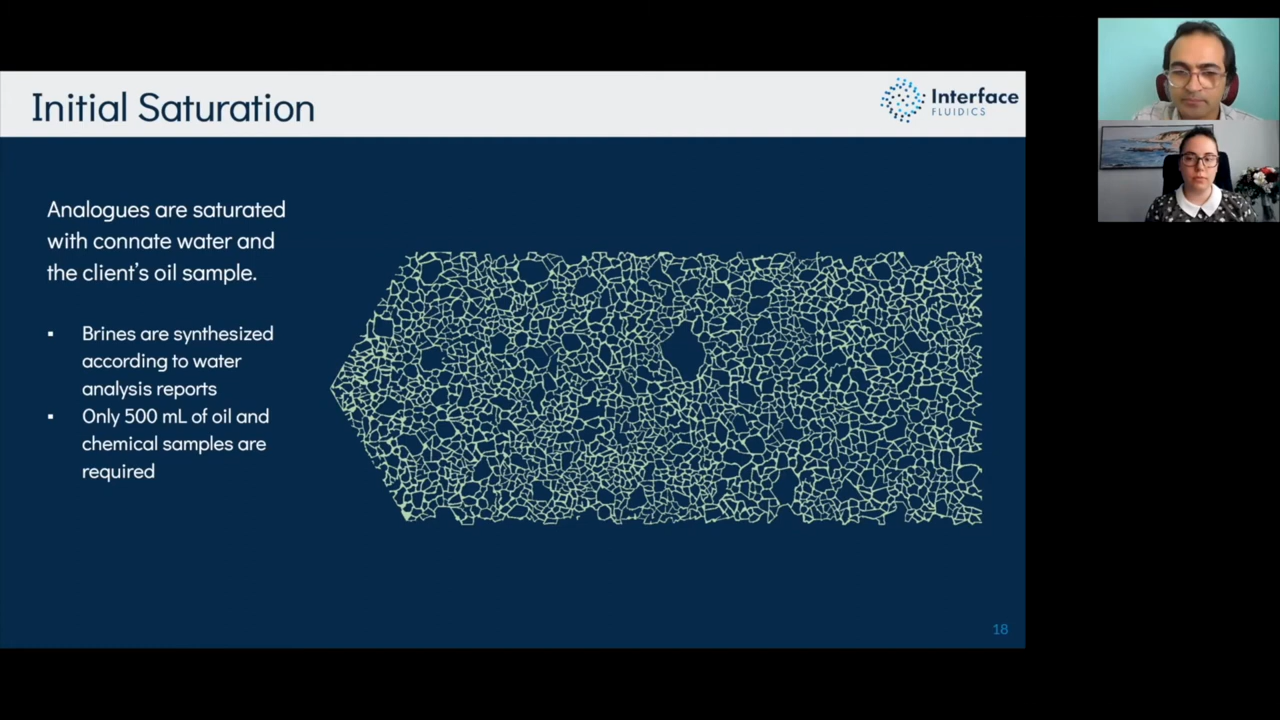 Initial Saturation
Interface
FLUIDICS
Analogues are saturated
with connate water and
the client's oil sample.
▪ Brines are synthesized
according to water
analysis reports
▪ Only 500 mL of oil and
chemical samples are
required
18